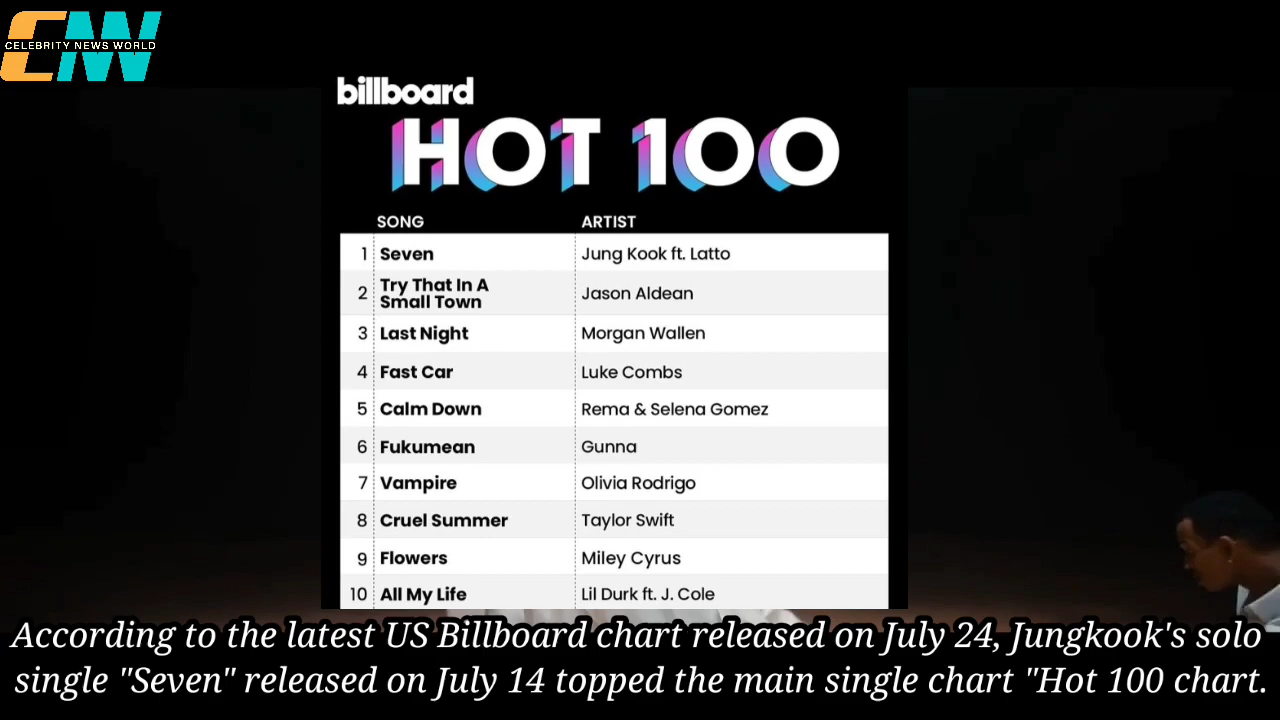 CNW
CELEBRITY NEWS WORLD
billboard
HOT 100
SONG ARTIST
1 Seven Jung Kook ft. Latto
2 Try That In A Small Town Jason Aldean
3 Last Night Morgan Wallen
4 Fast Car Luke Combs
5 Calm Down Rema & Selena Gomez
6 Fukumean Gunna
7 Vampire Olivia Rodrigo
8 Cruel Summer Taylor Swift
9 Flowers Miley Cyrus
10 All My Life Lil Durk ft. J. Cole
According to the latest US Billboard chart released on July 24, Jungkook's solo
single "Seven" released on July 14 topped the main single chart "Hot 100 chart.